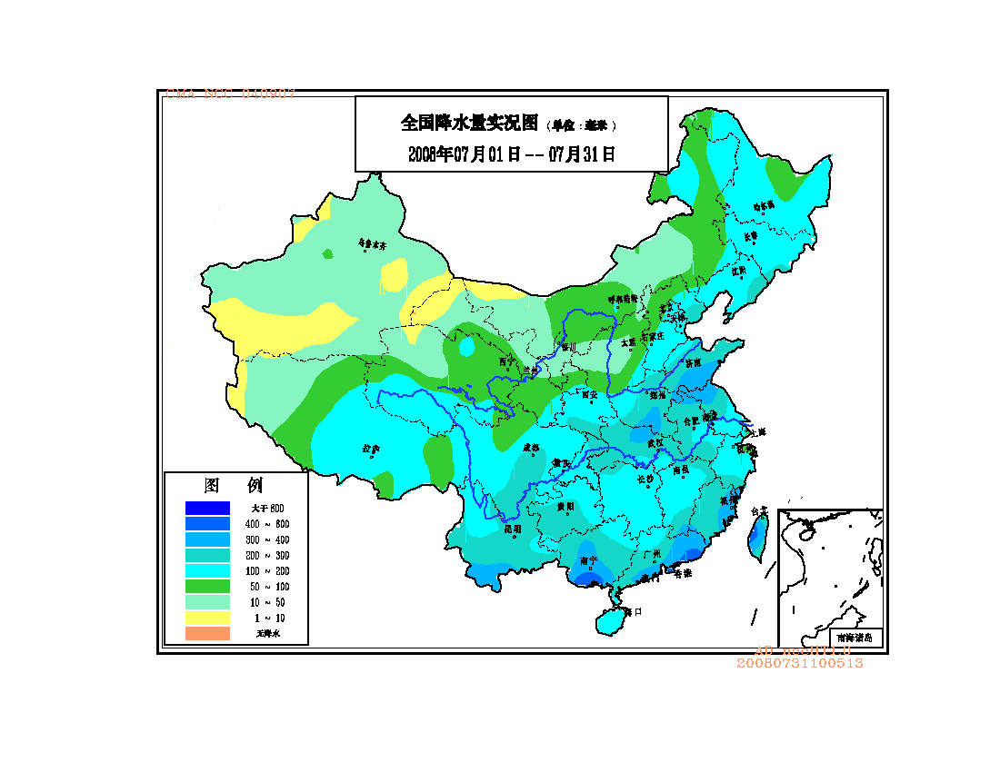 CMA NCC 040907
全国降水量实况图 (单位:毫米)
2008年07月01日 -- 07月31日
哈尔滨
长春
沈阳
乌鲁木齐
呼和浩特
北京
天津
石家庄
太原
银川
西宁
兰州
济南
西安
郑州
合肥
南京
上海
杭州
拉萨
成都
重庆
武汉
长沙
南昌
贵阳
福州
台北
昆明
南宁
广州
澳门
香港
海口
图 例
大于 600
400 ~ 600
300 ~ 400
200 ~ 300
100 ~ 200
50 ~ 100
10 ~ 50
1 ~ 10
无降水
南海诸岛
20080731100513